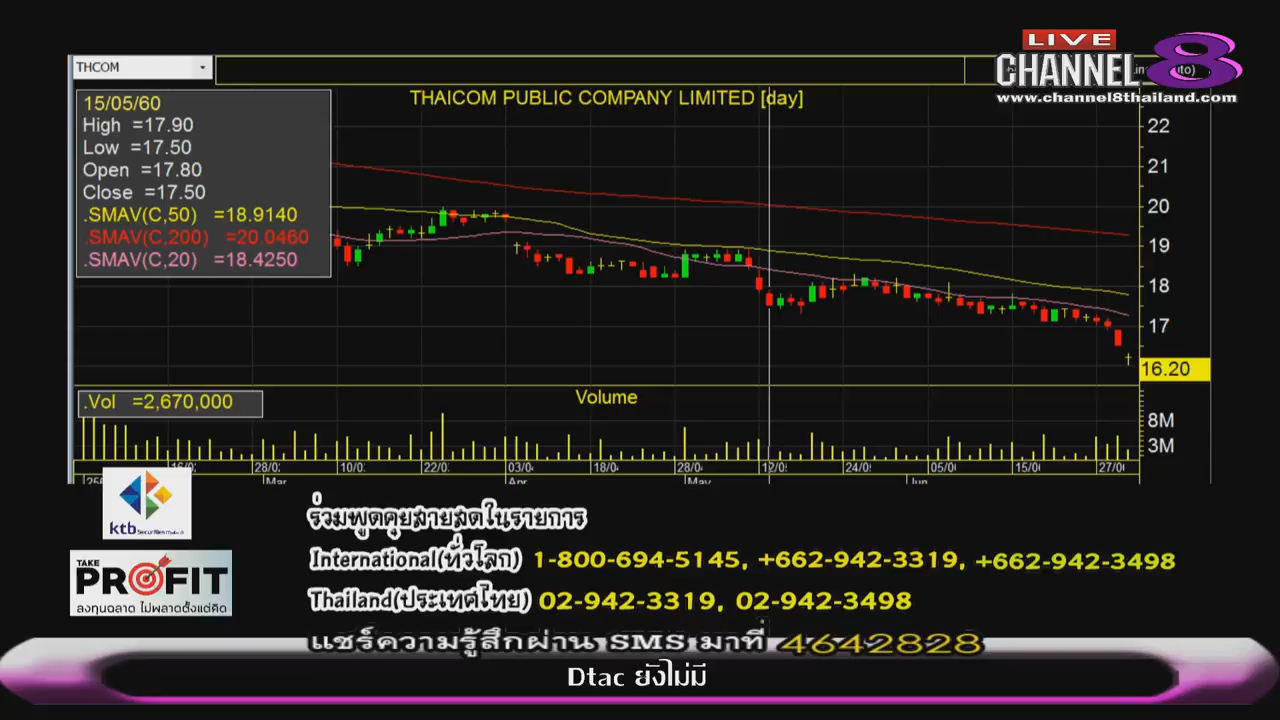 LIVE
CHANNEL 8
www.channel8thailand.com
THCOM
THAICOM PUBLIC COMPANY LIMITED [day]
15/05/60
High =17.90
Low =17.50
Open =17.80
Close =17.50
.SMAV(C,50) =18.9140
.SMAV(C,200) =20.0460
.SMAV(C,20) =18.4250
22
21
20
19
18
17
16.20
.Vol =2,670,000
Volume
8M
3M
28/0 10/0 22/0 03/0 18/0 28/0 12/0 24/0 05/0 15/0 27/0
Mar Apr May Jun
ktb
ร่วมพูดคุยสายสดในรายการ
International(ทั่วโลก) 1-800-694-5145, +662-942-3319, +662-942-3498
TAKE
PROFIT
ลงทุนฉลาด ไม่พลาดตั้งแต่คิด
Thailand(ประเทศไทย) 02-942-3319, 02-942-3498
แชร์ความรู้สึกผ่าน SMS มาที่ 4642828
Dtac ยังไม่มี